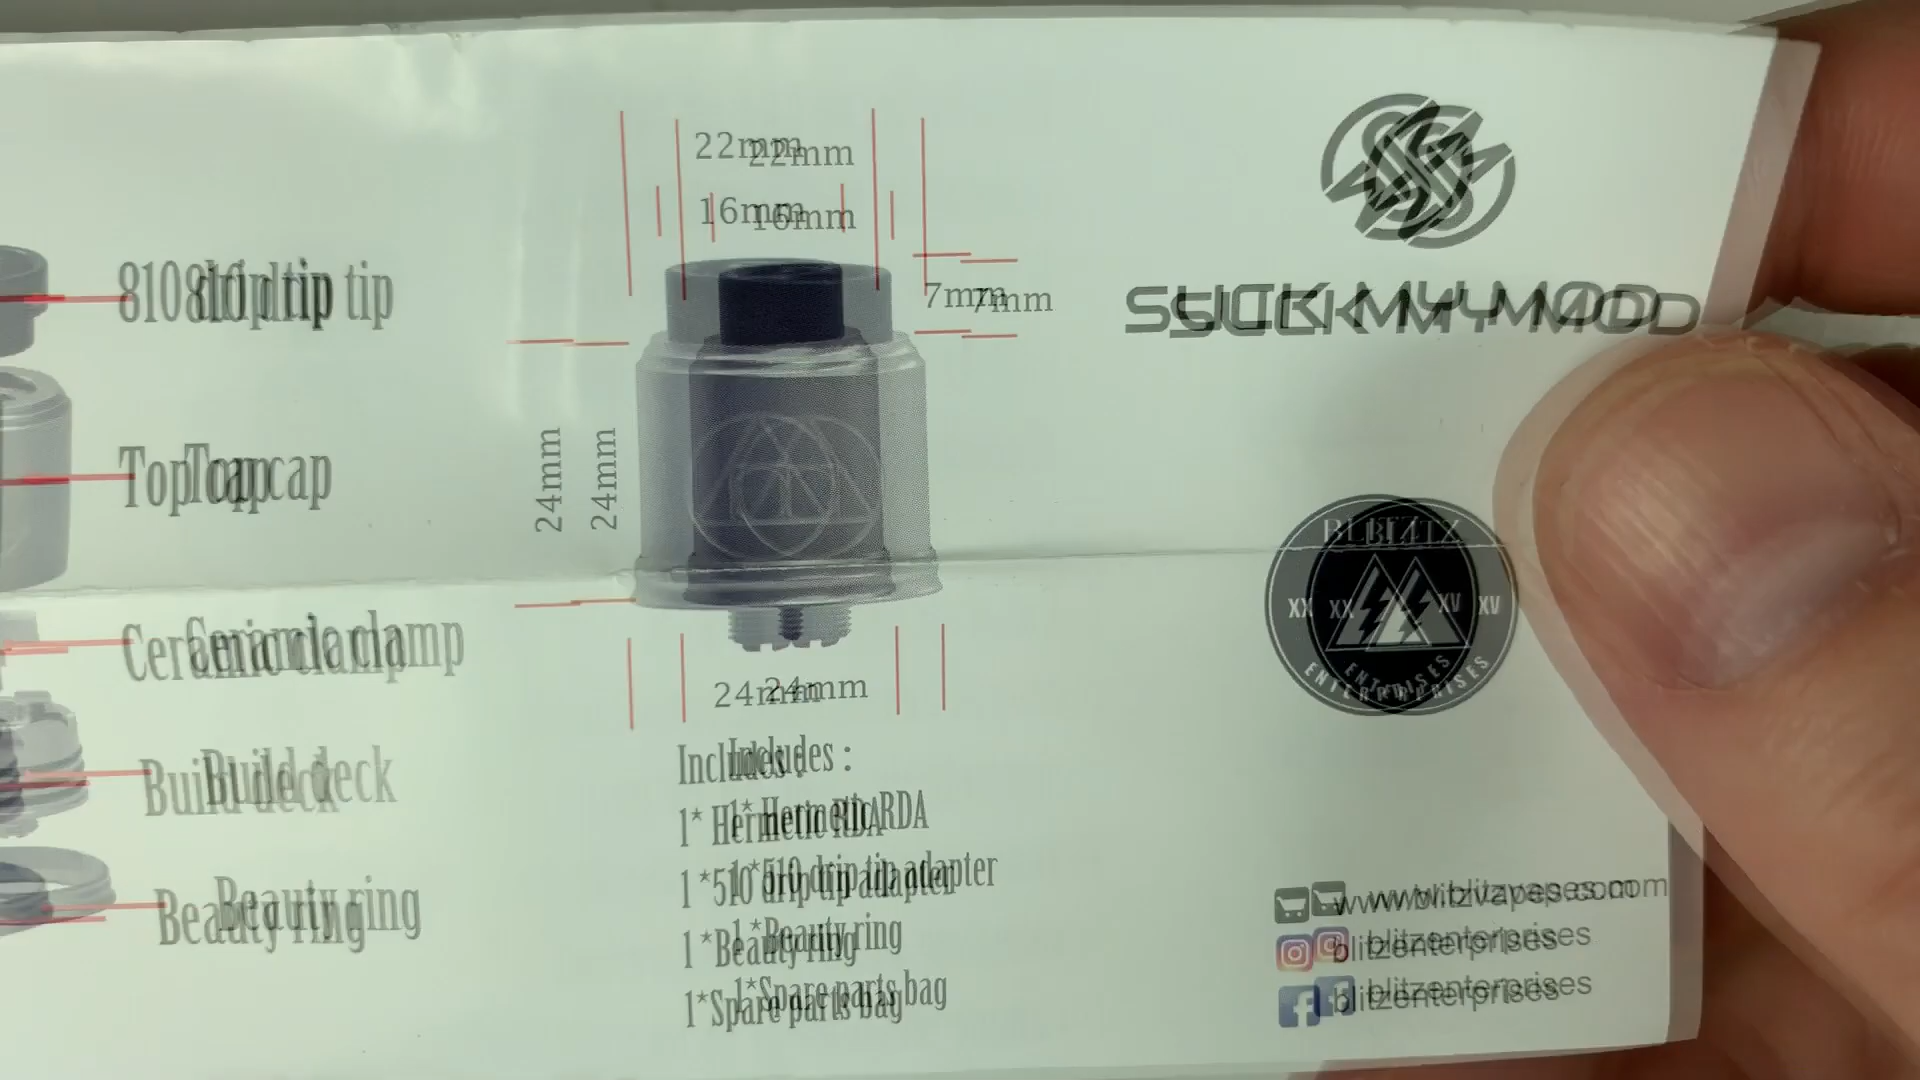 22mm
16mm
7mm
810 drip tip
Top cap
24mm
Ceramic clamp
Build deck
Beauty ring
24mm
Includes :
1* Hermetic RDA
1*510 drip tip adapter
1*Beauty ring
1*Spare parts bag
SUCK MY MOD
BLITZ
XX XV
ENTERPRISES
www.blitzvapes.com
blitzenterprises
blitzenterprises